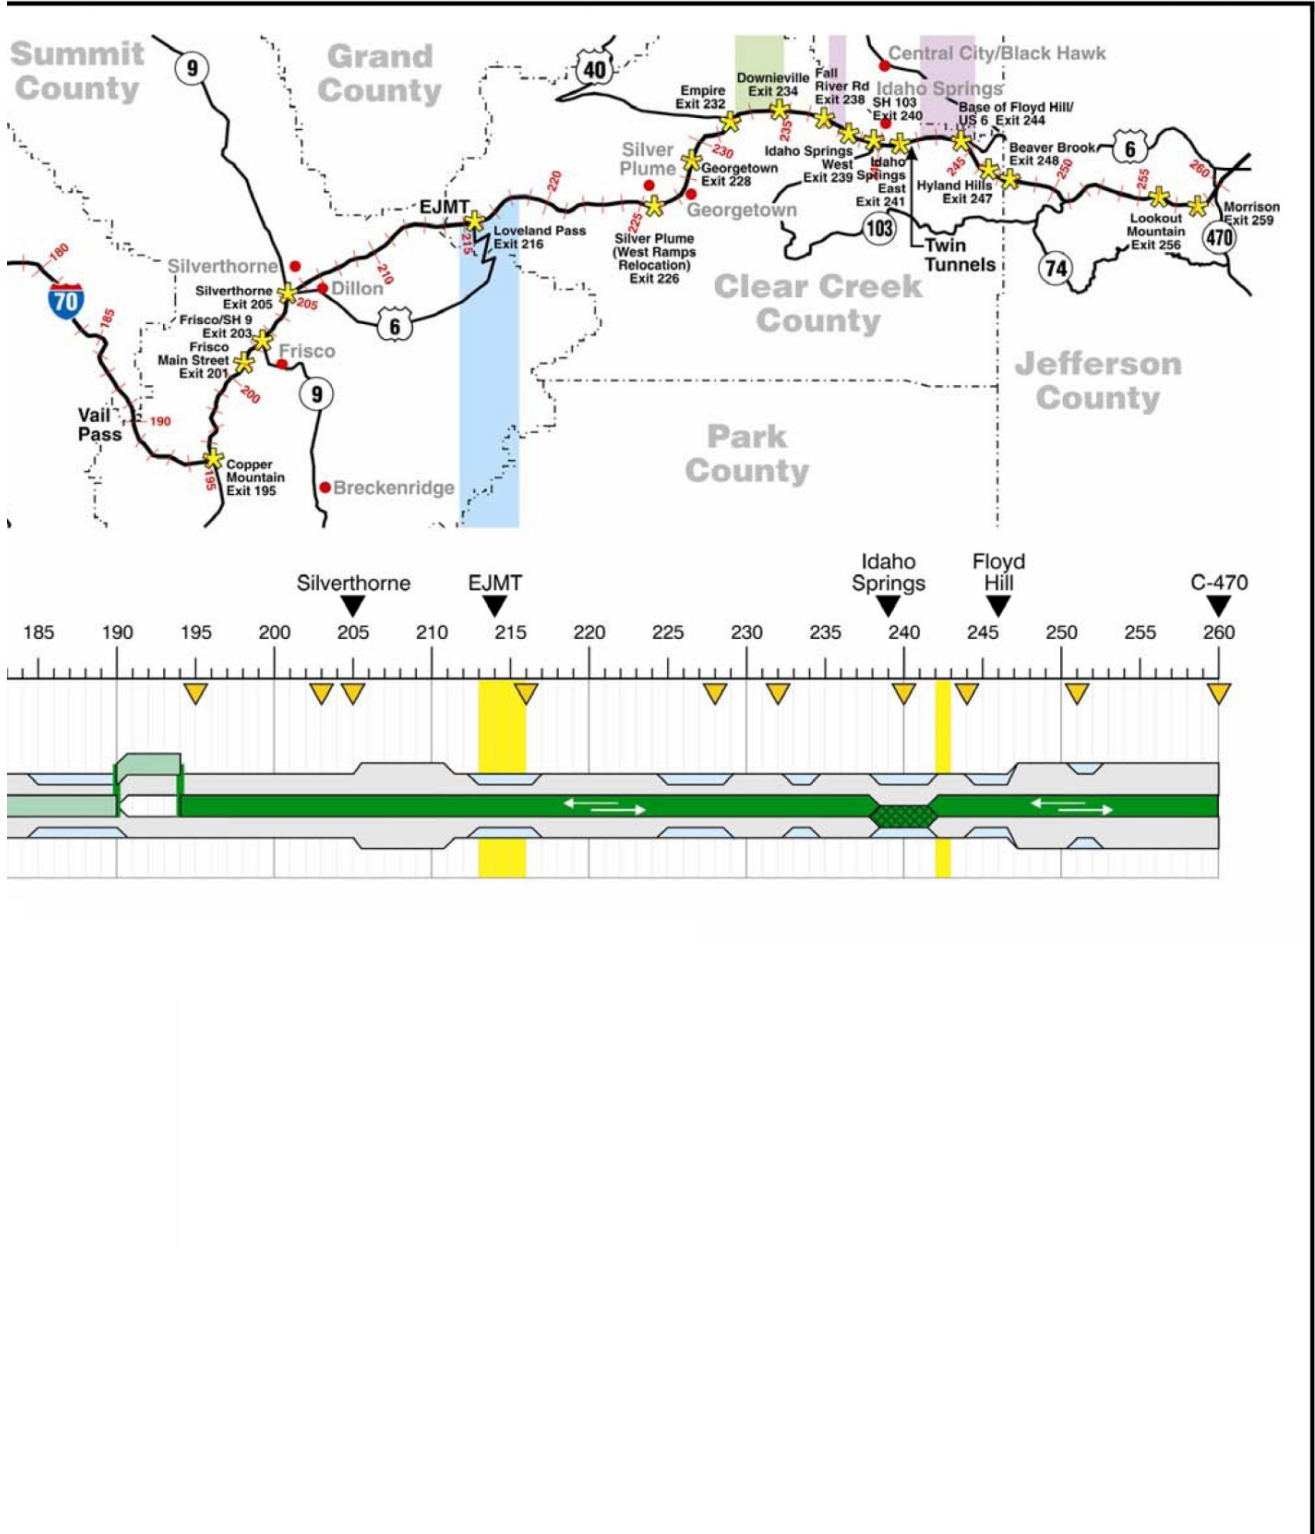 Summit
County
9
Grand
County
40
Central City/Black Hawk
Downieville
Exit 234
Fall
River Rd
Exit 238
Idaho Springs
SH 103
Exit 240
Empire
Exit 232
Base of Floyd Hill/
US 6 Exit 244
235
Beaver Brook
Exit 248
6
230
Silver
Plume
Georgetown
Exit 228
Idaho Springs
West
Exit 239
Idaho
Springs
East
Exit 241
245
250
255
260
Hyland Hills
Exit 247
220
Georgetown
EJMT
215
Loveland Pass
Exit 216
225
Silver Plume
(West Ramps
Relocation)
Exit 226
103
Twin
Tunnels
Lookout
Mountain
Exit 256
Morrison
Exit 259
470
74
180
70
Silverthorne
210
Silverthorne
Exit 205
205
Dillon
Clear Creek
County
185
Frisco/SH 9
Exit 203
6
Frisco
Main Street
Exit 201
Frisco
200
9
Jefferson
County
Vail
Pass
190
Park
County
Copper
Mountain
Exit 195
195
Breckenridge
Silverthorne
EJMT
Idaho
Springs
Floyd
Hill
C-470
185 190 195 200 205 210 215 220 225 230 235 240 245 250 255 260